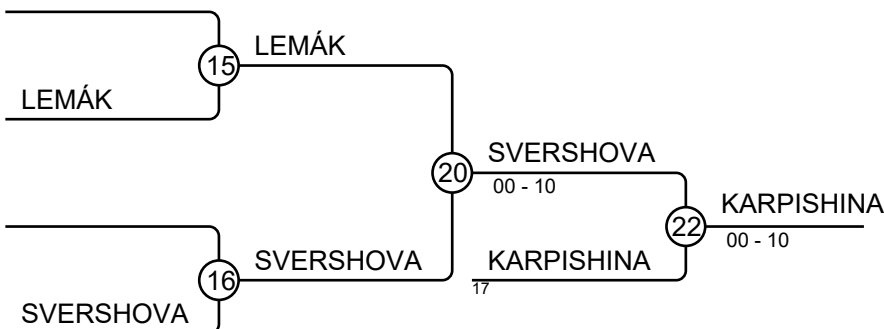 LEMÁK
15
LEMÁK
SVERSHOVA
20
00 - 10
KARPISHINA
22
00 - 10
SVERSHOVA
16
KARPISHINA
17
SVERSHOVA